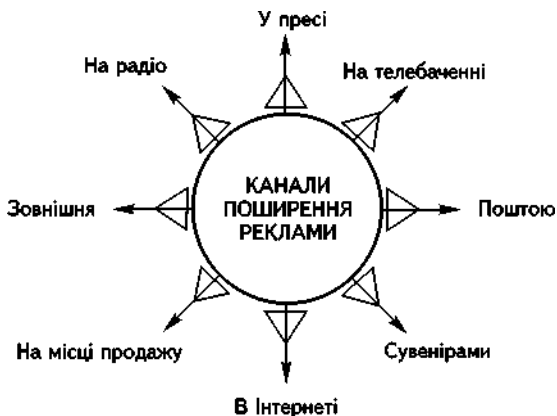 У пресі
На радіо
На телебаченні
КАНАЛИ
ПОШИРЕННЯ
РЕКЛАМИ
Зовнішня
Поштою
На місці продажу
Сувенірами
В Інтернеті